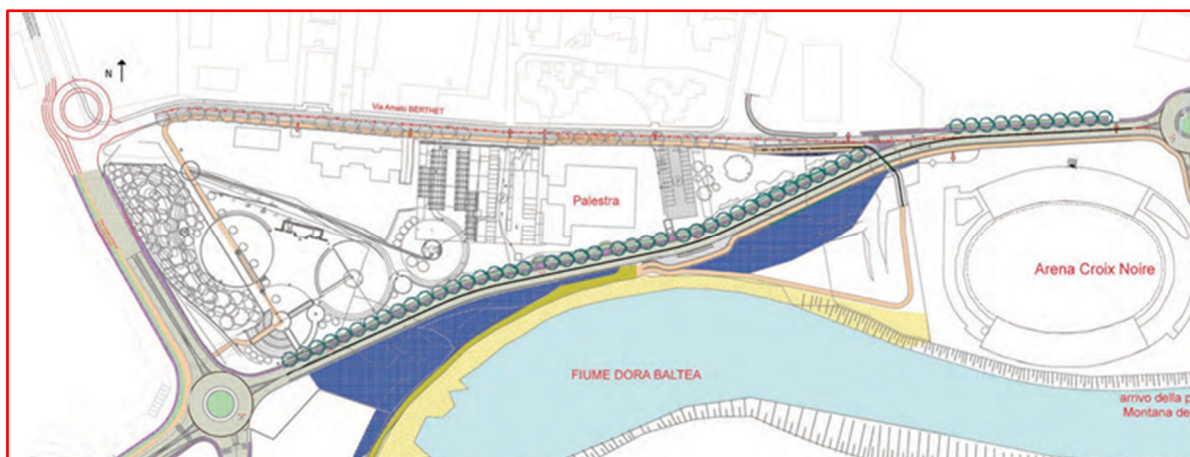 N
Via Amato BERTHET
Palestra
Arena Croix Noire
FIUME DORA BALTEA
arrivo della p
Montana de